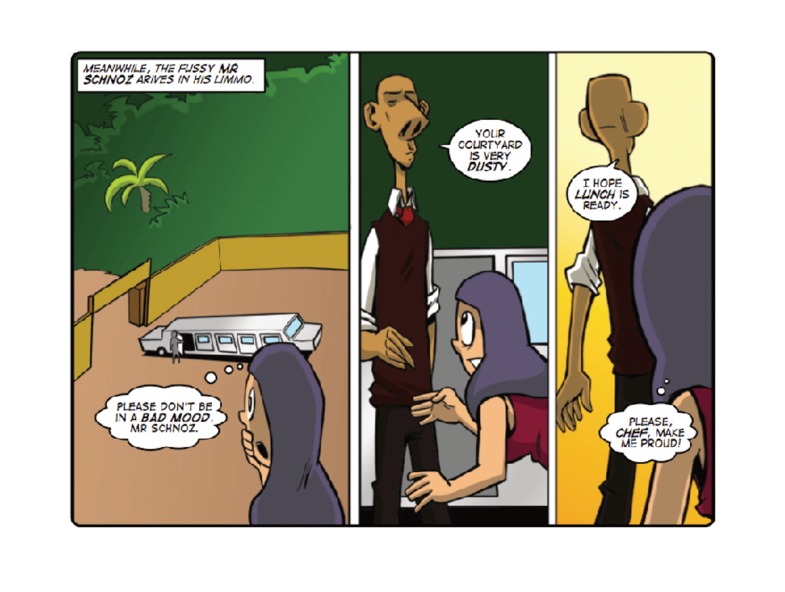 MEANWHILE, THE FUSSY MR
SCHNOZ ARIVES IN HIS LIMMO.
PLEASE DON'T BE
IN A BAD MOOD,
MR SCHNOZ.
YOUR
COURTYARD
IS VERY
DUSTY.
I HOPE
LUNCH IS
READY.
PLEASE,
CHEF, MAKE
ME PROUD!